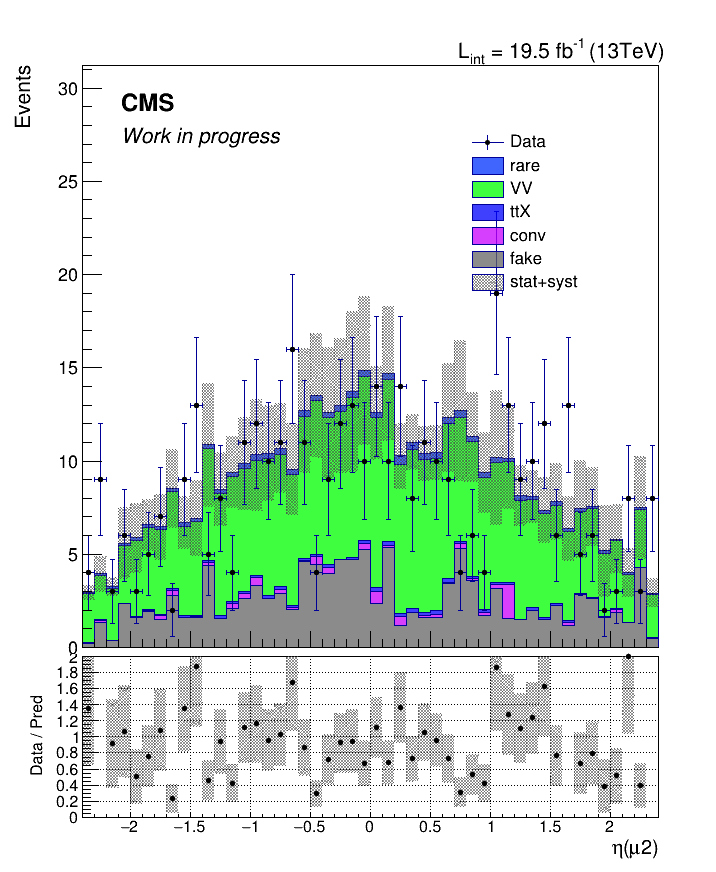 L_int = 19.5 fb^-1 (13TeV)
Events
CMS
Work in progress
Data
rare
VV
ttX
conv
fake
stat+syst
30
25
20
15
10
5
0
Data / Pred
2
1.8
1.6
1.4
1.2
1
0.8
0.6
0.4
0.2
0
−2 −1.5 −1 −0.5 0 0.5 1 1.5 2
η(μ2)